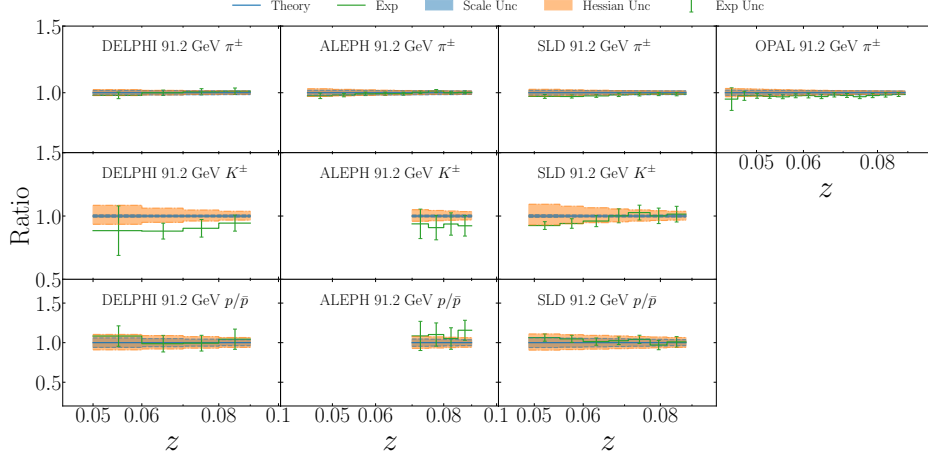 Theory Exp Scale Unc Hessian Unc Exp Unc
DELPHI 91.2 GeV π±
ALEPH 91.2 GeV π±
SLD 91.2 GeV π±
OPAL 91.2 GeV π±
1.5
1.0
1.5
0.05 0.06 0.08
z
DELPHI 91.2 GeV K±
ALEPH 91.2 GeV K±
SLD 91.2 GeV K±
Ratio
1.0
0.5
DELPHI 91.2 GeV p/p̄
ALEPH 91.2 GeV p/p̄
SLD 91.2 GeV p/p̄
1.5
1.0
0.5
0.05 0.06 0.08 0.1
0.05 0.06 0.08 0.1
0.05 0.06 0.08
z
z
z